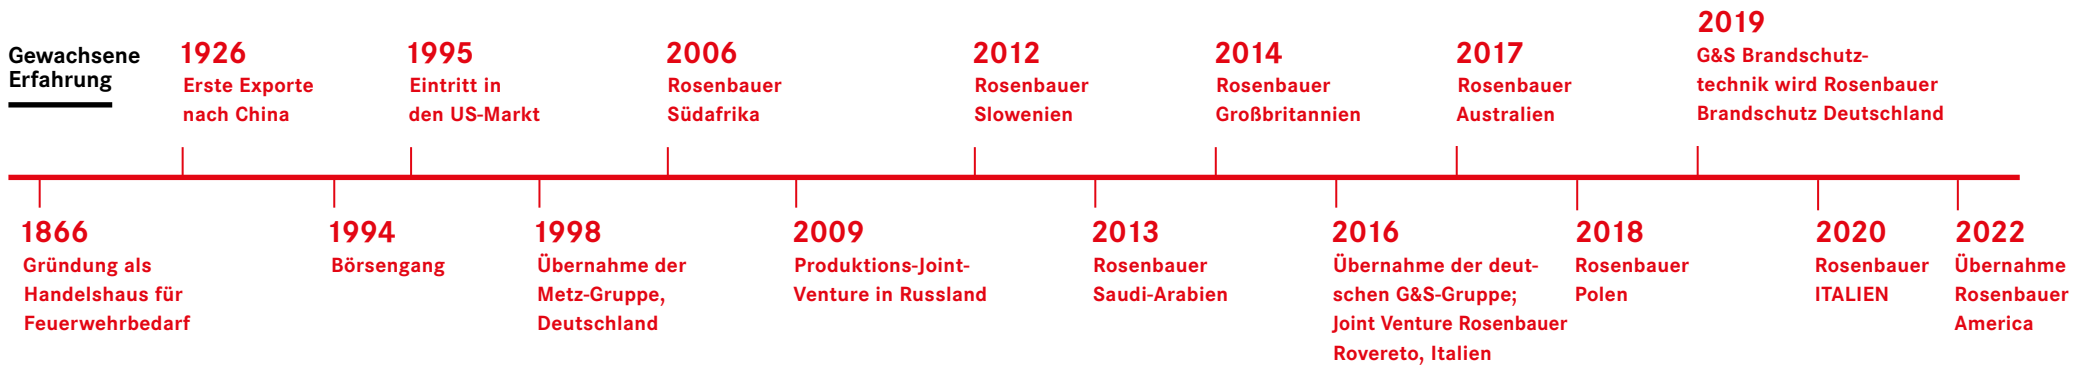 Gewachsene
Erfahrung
1926
Erste Exporte
nach China
1995
Eintritt in
den US-Markt
2006
Rosenbauer
Südafrika
2012
Rosenbauer
Slowenien
2014
Rosenbauer
Großbritannien
2017
Rosenbauer
Australien
2019
G&S Brandschutz-
technik wird Rosenbauer
Brandschutz Deutschland
1866
Gründung als
Handelshaus für
Feuerwehrbedarf
1994
Börsengang
1998
Übernahme der
Metz-Gruppe,
Deutschland
2009
Produktions-Joint-
Venture in Russland
2013
Rosenbauer
Saudi-Arabien
2016
Übernahme der deut-
schen G&S-Gruppe;
Joint Venture Rosenbauer
Rovereto, Italien
2018
Rosenbauer
Polen
2020
Rosenbauer
ITALIEN
2022
Übernahme
Rosenbauer
America